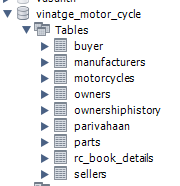 vinatge_motor_cycle
Tables
buyer
manufacturers
motorcycles
owners
ownershiphistory
parivahaan
parts
rc_book_details
sellers